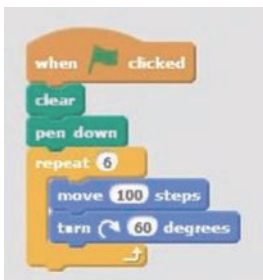 when clicked
clear
pen down
repeat 6
move 100 steps
turn 60 degrees